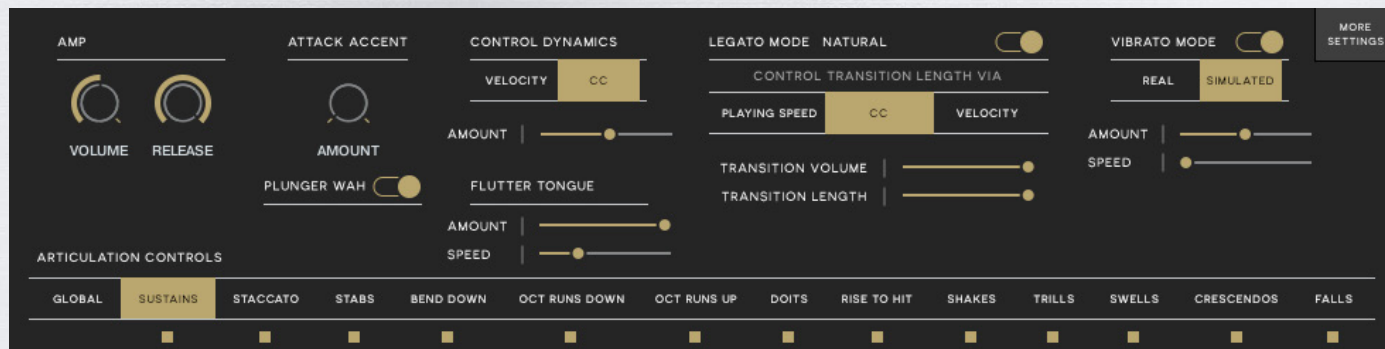 AMP
ATTACK ACCENT
CONTROL DYNAMICS
LEGATO MODE NATURAL
VIBRATO MODE
MORE
SETTINGS
CONTROL TRANSITION LENGTH VIA
VELOCITY CC
REAL SIMULATED
PLAYING SPEED CC VELOCITY
AMOUNT
AMOUNT
VOLUME RELEASE
AMOUNT
SPEED
TRANSITION VOLUME
PLUNGER WAH
FLUTTER TONGUE
TRANSITION LENGTH
AMOUNT
SPEED
ARTICULATION CONTROLS
GLOBAL SUSTAINS STACCATO STABS BEND DOWN OCT RUNS DOWN OCT RUNS UP DOITS RISE TO HIT SHAKES TRILLS SWELLS CRESCENDOS FALLS